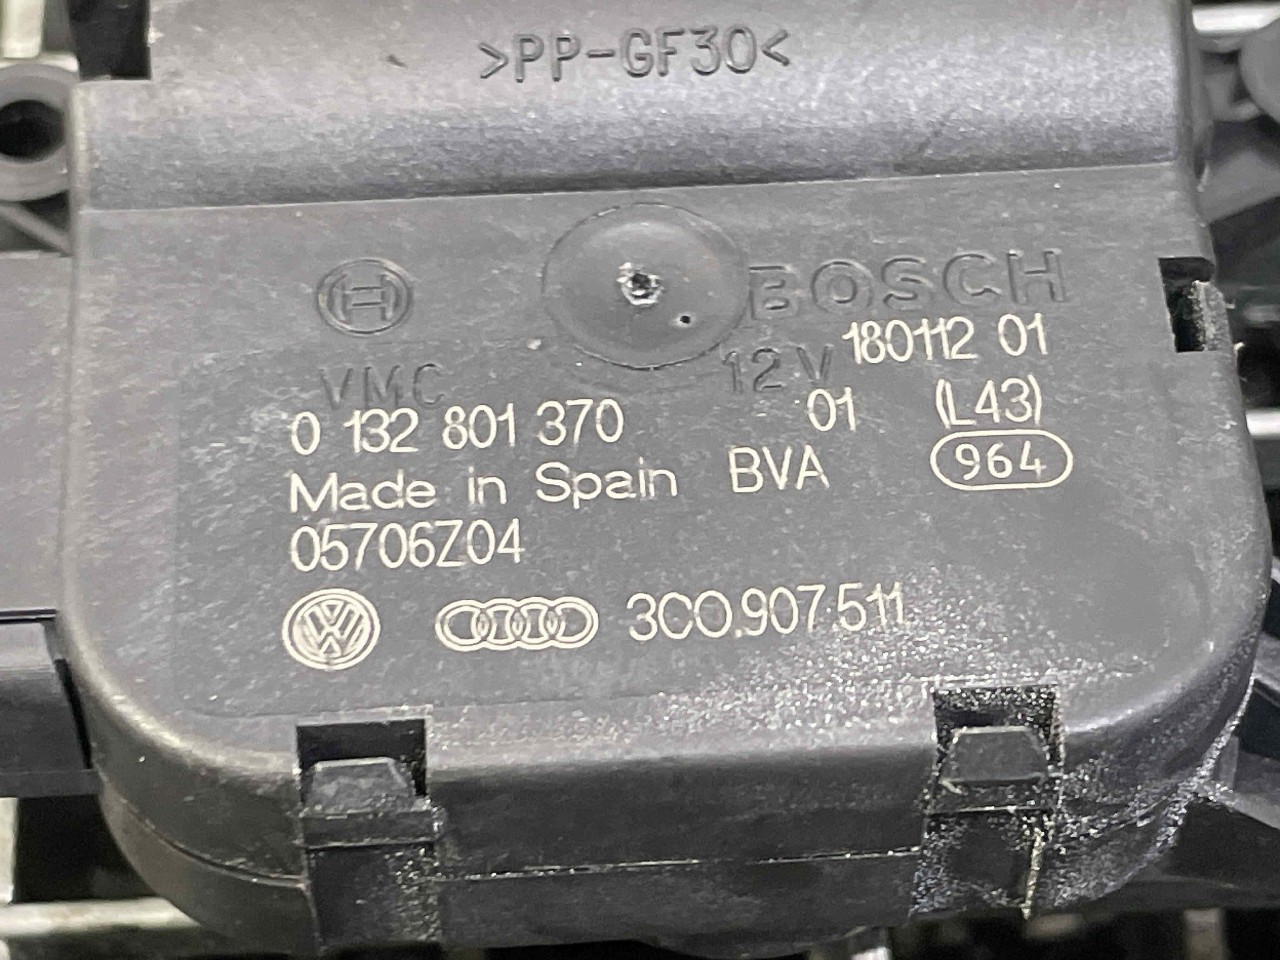 >PP-GF30<
BOSCH
180112 01
VMC 12V
0 132 801 370 01 (L43)
Made in Spain BVA 964
05706Z04
3C0.907.511